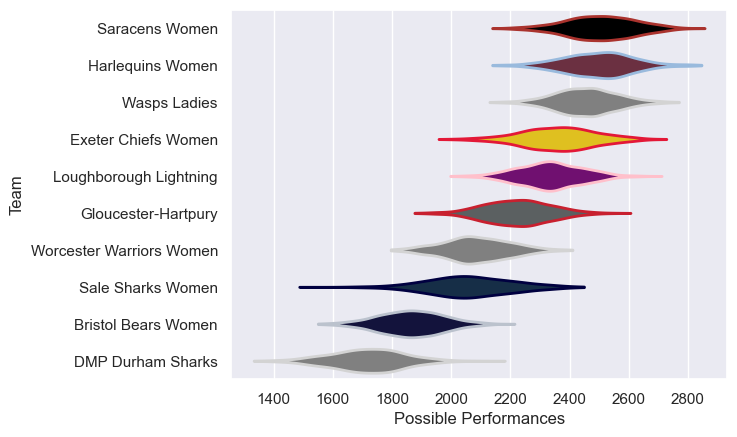 Saracens Women
Harlequins Women
Wasps Ladies
Exeter Chiefs Women
Loughborough Lightning
Gloucester-Hartpury
Worcester Warriors Women
Sale Sharks Women
Bristol Bears Women
DMP Durham Sharks
Team
1400 1600 1800 2000 2200 2400 2600 2800
Possible Performances